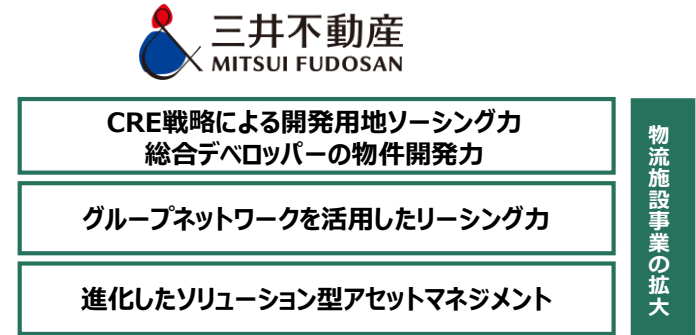 三井不動産
MITSUI FUDOSAN
CRE戦略による開発用地ソーシング力
総合デベロッパーの物件開発力
グループネットワークを活用したリーシング力
進化したソリューション型アセットマネジメント
物流施設事業の拡大